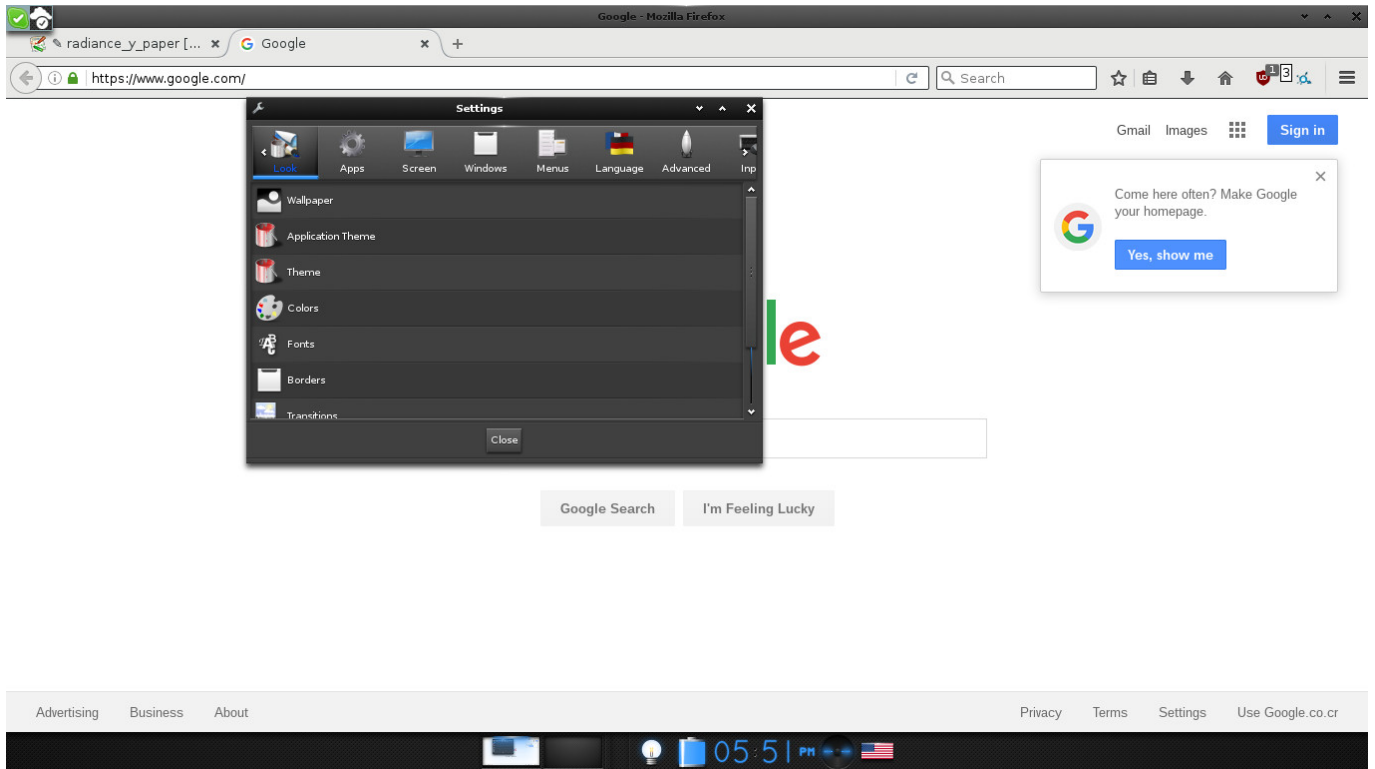 Google - Mozilla Firefox
radiance_y_paper [...
Google
https://www.google.com/
Search
1
3
Settings
Look
Apps
Screen
Windows
Menus
Language
Advanced
Inp
Wallpaper
Application Theme
Theme
Colors
Fonts
Borders
Transitions
Close
Gmail Images
Sign in
Come here often? Make Google
your homepage.
Yes, show me
le
Google Search
I'm Feeling Lucky
Advertising Business About
Privacy Terms Settings Use Google.co.cr
05:51 PM